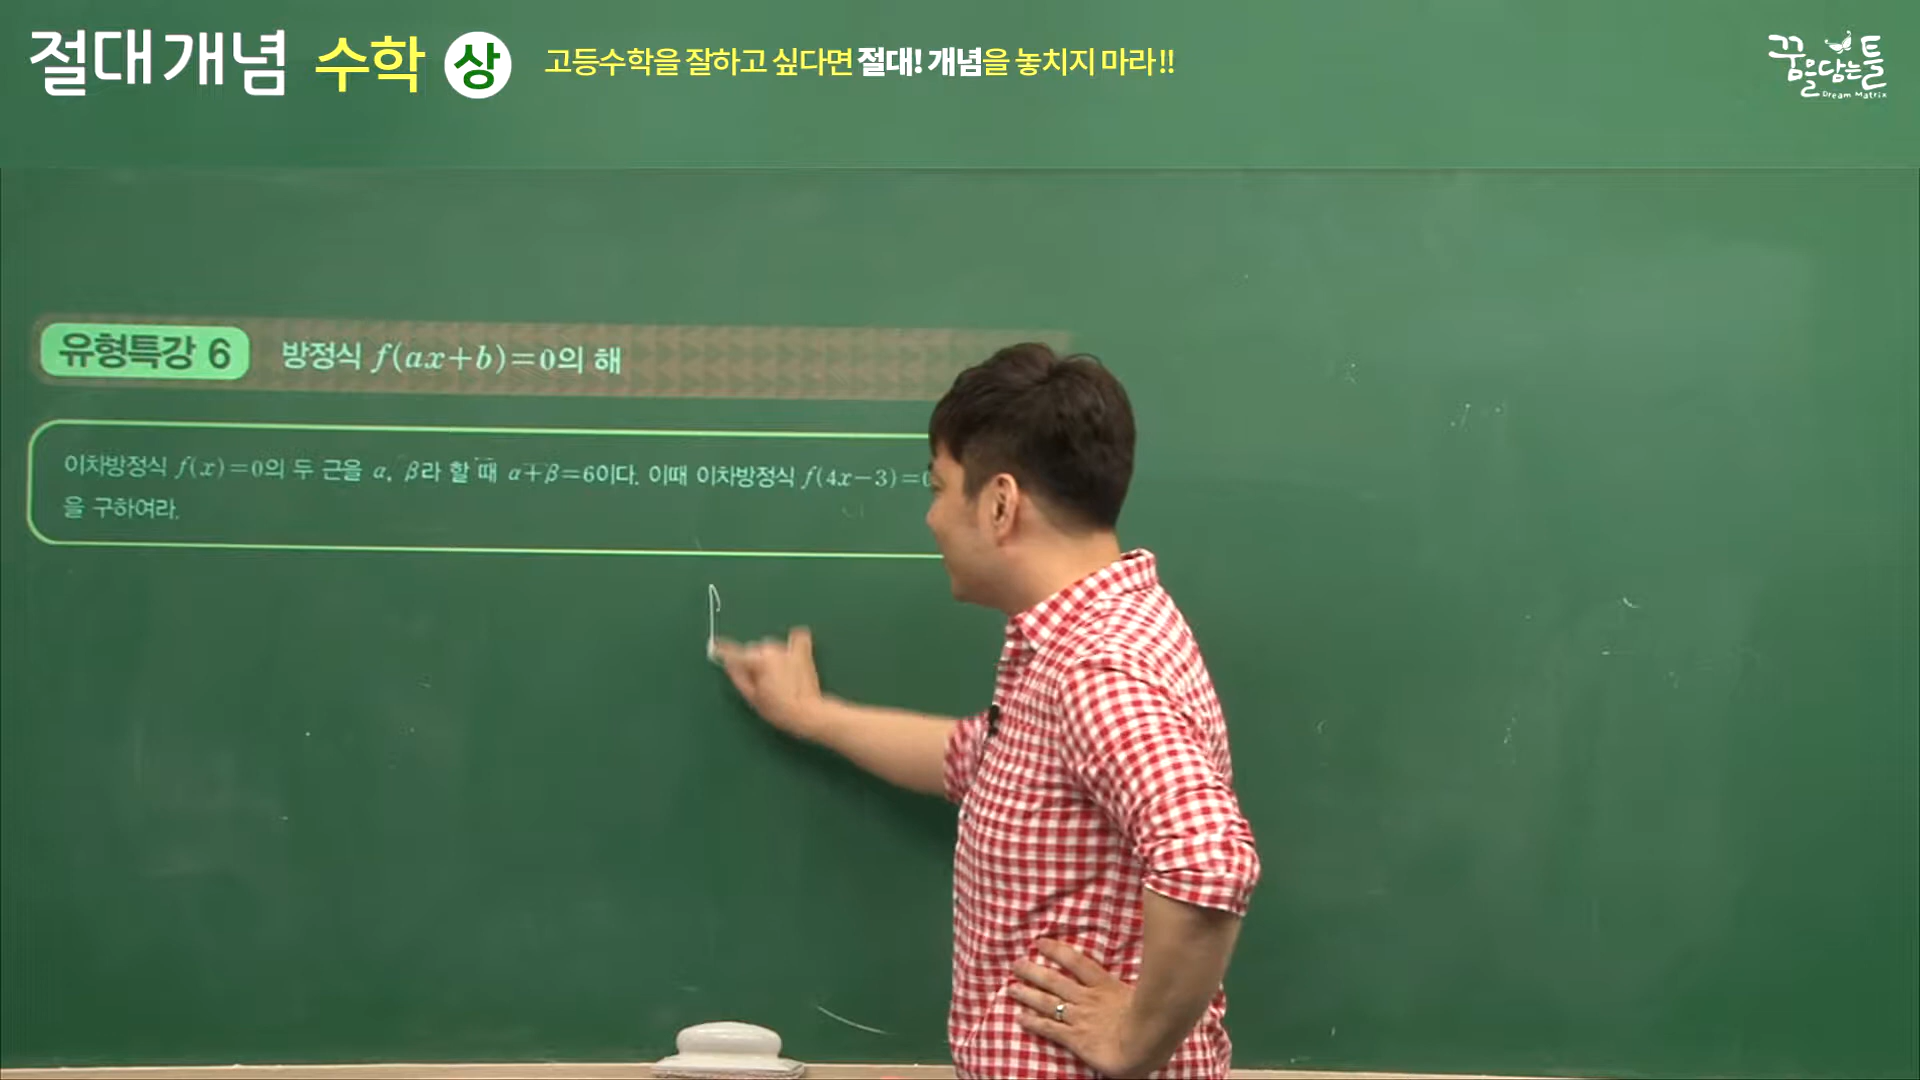 절대개념 수학 상 고등수학을 잘하고 싶다면 절대! 개념을 놓치지 마라!!
꿈을담는틀
Dream Matrix
유형특강 6 방정식 f(ax+b)=0의 해
이차방정식 f(x)=0의 두 근을 α, β라 할 때 α+β=6이다. 이때 이차방정식 f(4x-3)=0
을 구하여라.